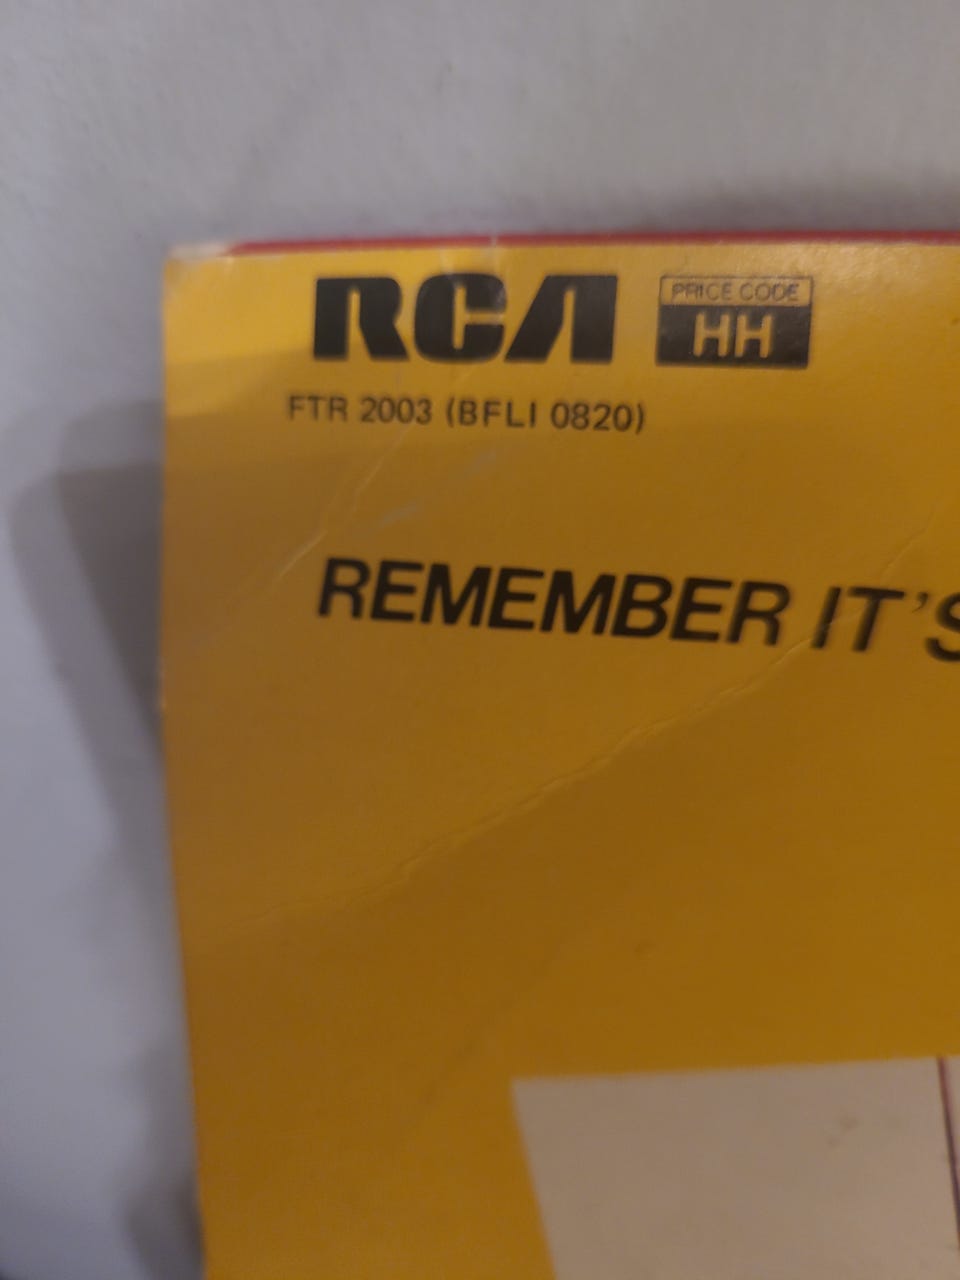 RCA
PRICE CODE
HH
FTR 2003 (BFLI 0820)
REMEMBER IT'S